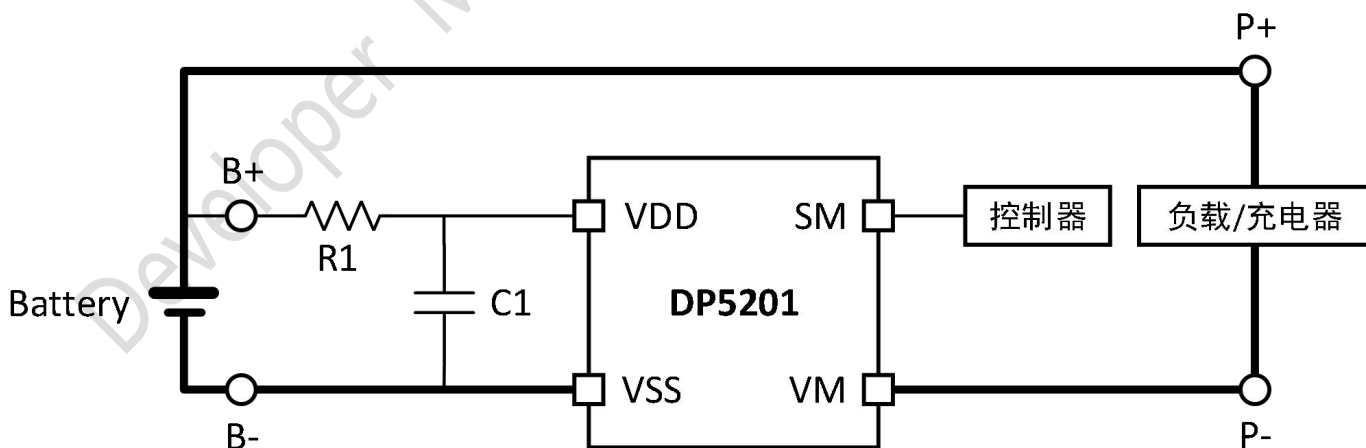 P+
B+
VDD
SM
控制器
负载/充电器
R1
Battery
C1
DP5201
VSS
VM
B-
P-
Developer